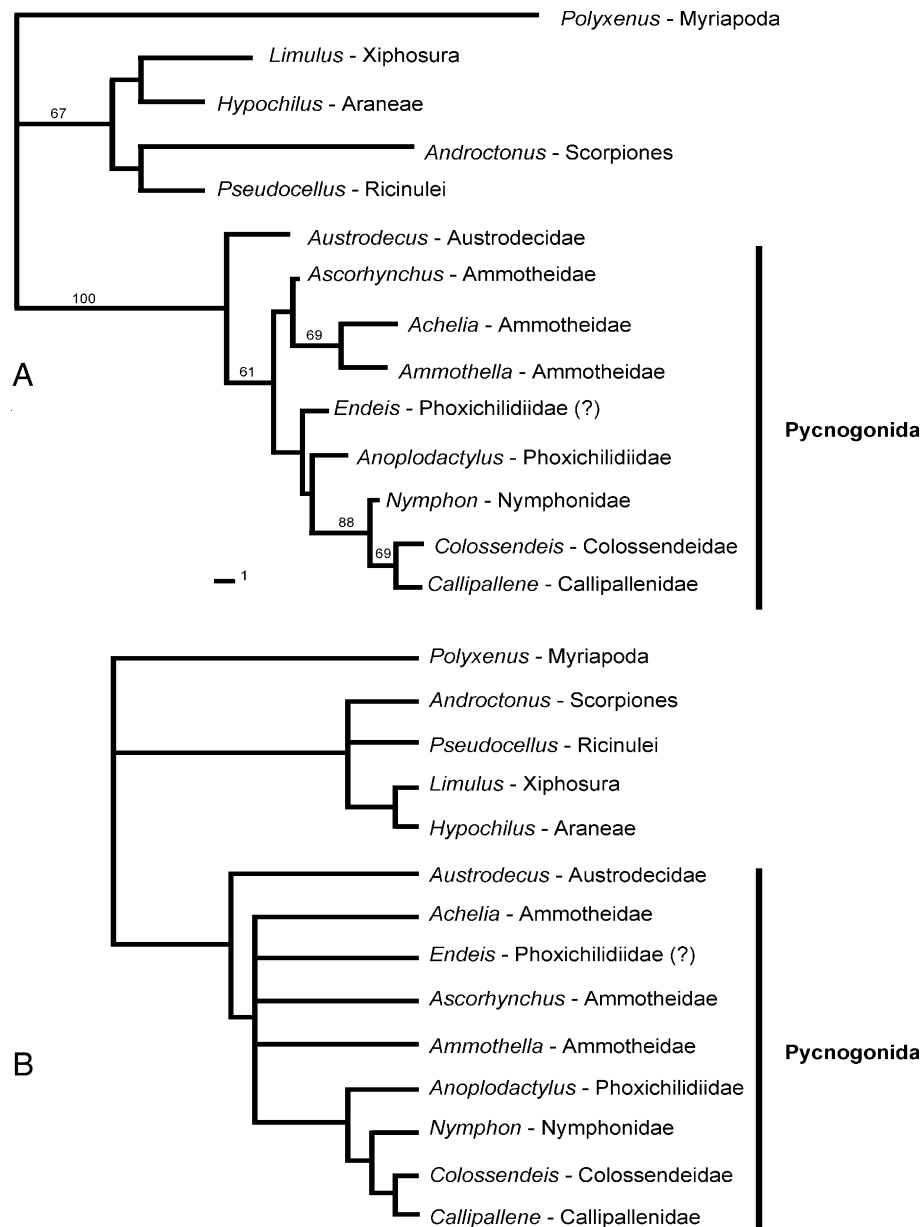 Polyxenus - Myriapoda
Limulus - Xiphosura
67
Hypochilus - Araneae
Androctonus - Scorpiones
Pseudocellus - Ricinulei
Austrodecus - Austrodecidae
Ascorhynchus - Ammotheidae
100
Achelia - Ammotheidae
69
A
61
Ammothella - Ammotheidae
Endeis - Phoxichilidiidae (?)
Pycnogonida
Anoplodactylus - Phoxichilidiidae
Nymphon - Nymphonidae
88
Colossendeis - Colossendeidae
69
1
Callipallene - Callipallenidae
Polyxenus - Myriapoda
Androctonus - Scorpiones
Pseudocellus - Ricinulei
Limulus - Xiphosura
Hypochilus - Araneae
Austrodecus - Austrodecidae
Achelia - Ammotheidae
Endeis - Phoxichilidiidae (?)
Ascorhynchus - Ammotheidae
Ammothella - Ammotheidae
Pycnogonida
B
Anoplodactylus - Phoxichilidiidae
Nymphon - Nymphonidae
Colossendeis - Colossendeidae
Callipallene - Callipallenidae